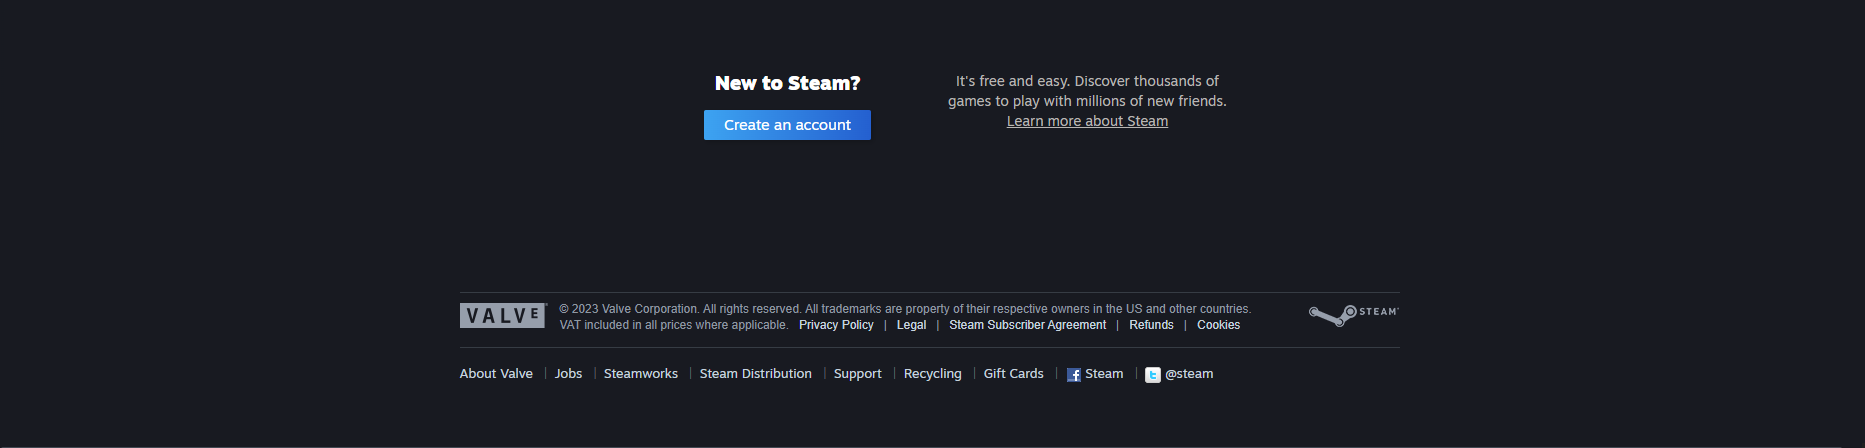 New to Steam?
Create an account
It's free and easy. Discover thousands of
games to play with millions of new friends.
Learn more about Steam
VALVE
© 2023 Valve Corporation. All rights reserved. All trademarks are property of their respective owners in the US and other countries.
VAT included in all prices where applicable. Privacy Policy | Legal | Steam Subscriber Agreement | Refunds | Cookies
STEAM
About Valve | Jobs | Steamworks | Steam Distribution | Support | Recycling | Gift Cards | Steam | @steam